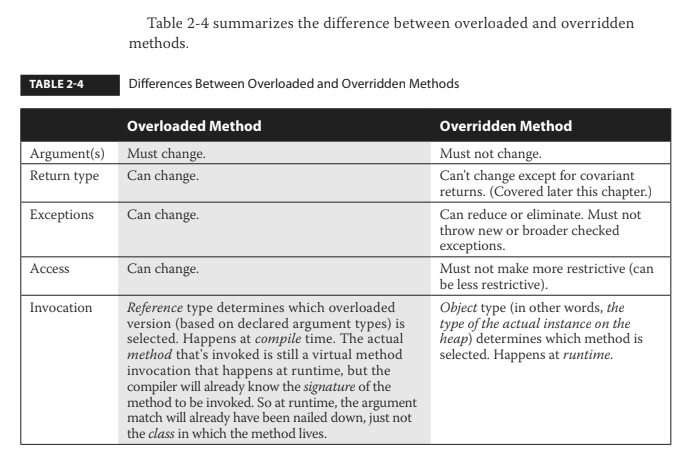 Table 2-4 summarizes the difference between overloaded and overridden
methods.
TABLE 2-4 Differences Between Overloaded and Overridden Methods
Overloaded Method Overridden Method
Argument(s) Must change. Must not change.
Return type Can change. Can't change except for covariant
returns. (Covered later this chapter.)
Exceptions Can change. Can reduce or eliminate. Must not
throw new or broader checked
exceptions.
Access Can change. Must not make more restrictive (can
be less restrictive).
Invocation Reference type determines which overloaded
version (based on declared argument types) is
selected. Happens at compile time. The actual
method that's invoked is still a virtual method
invocation that happens at runtime, but the
compiler will already know the signature of the
method to be invoked. So at runtime, the argument
match will already have been nailed down, just not
the class in which the method lives.
Object type (in other words, the
type of the actual instance on the
heap) determines which method is
selected. Happens at runtime.